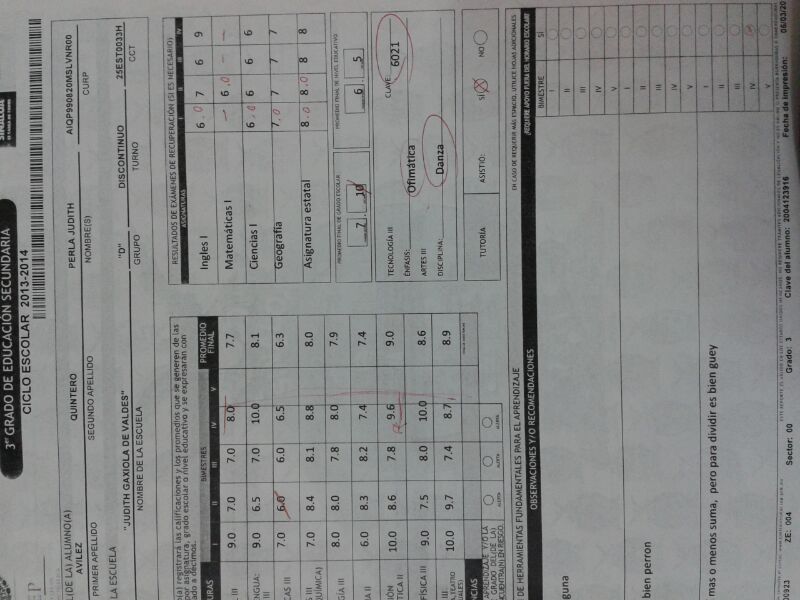 3er GRADO DE EDUCACIÓN SECUNDARIA
CICLO ESCOLAR 2013-2014
SINALOA
EP
L(DE LA) ALUMNO(A)
AVILEZ QUINTERO PERLA JUDITH AIQP990820MSLVNR00
PRIMER APELLIDO SEGUNDO APELLIDO NOMBRE(S) CURP
LA ESCUELA
"JUDITH GAXIOLA DE VALDES" "D" DISCONTINUO 25EST0033H
NOMBRE DE LA ESCUELA GRUPO TURNO CCT
o(a) registrará las calificaciones y los promedios que se generen de las
por asignatura, grado escolar o nivel educativo y se expresarán con
ado a décimos.
URAS BIMESTRES PROMEDIO FINAL
I II III IV V
L III 9.0 7.0 7.0 8.0 7.7
ENGUA: III 9.0 6.5 7.0 10.0 8.1
CAS III 7.0 6.0 6.0 6.5 6.3
S III QUÍMICA) 7.0 8.4 8.1 8.8 8.0
GÍA III 8.0 8.0 7.8 8.0 7.9
IA II 6.0 8.3 8.2 7.4 7.4
IÓN TICA II 10.0 8.6 7.8 R 9.6 9.0
FÍSICA III 9.0 7.5 8.0 10.0 8.6
III A,TEATRO UALES) 10.0 9.7 7.4 8.7 8.9
NCIAS
APRENDIZAJE Y/O LA
GRADO DEL(DE LA)
NCUENTRA(N) EN RIESGO.
ALERTA ALERTA ALERTA
RESULTADOS DE EXÁMENES DE RECUPERACIÓN (SI ES NECESARIO)
ASIGNATURAS I II III IV
Ingles I 6.0 7 6 9
Matemáticas I - 6.0 - -
Ciencias I 6.0 6 6 6
Geografía 7.0 7 7 7
Asignatura estatal 8.0 8.0 8 8
PROMEDIO FINAL DE GRADO ESCOLAR PROMEDIO FINAL DE NIVEL EDUCATIVO
7 . 10 6 . 5
TECNOLOGÍA III CLAVE: 6021
ÉNFASIS: Ofimática
ARTES III
DISCIPLINA: Danza
TUTORÍA ASISTIÓ: SÍ NO
N DE HERRAMIENTAS FUNDAMENTALES PARA EL APRENDIZAJE
EN CASO DE REQUERIR MÁS ESPACIO, UTILICE HOJAS ADICIONALES
OBSERVACIONES Y/O RECOMENDACIONES ¿REQUIERE APOYO FUERA DEL HORARIO ESCOLAR?
BIMESTRE SÍ
guna
I
II
III
IV
V
bien perron
I
II
III
IV
V
mas o menos suma, pero para dividir es bien guey
I
II
III
IV
V
00923 ZE: 004 Sector: 00 Grado: 3 Clave del alumno: 2004123916 Fecha de impresión: 06/03/20